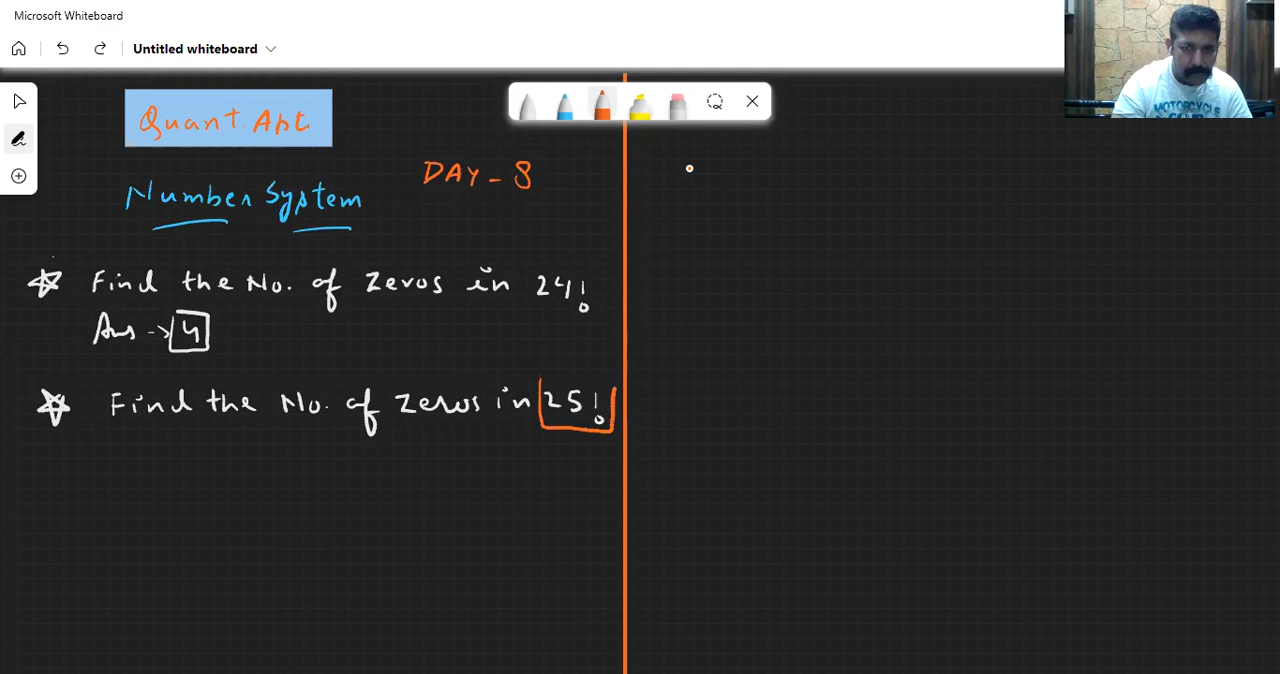 Microsoft Whiteboard
Untitled whiteboard
Quant. Apt.
DAY - 8
Number System
Find the No. of Zeros in 24!
Ans → 4
Find the No. of Zeros in 25!
MOTORCYCLE